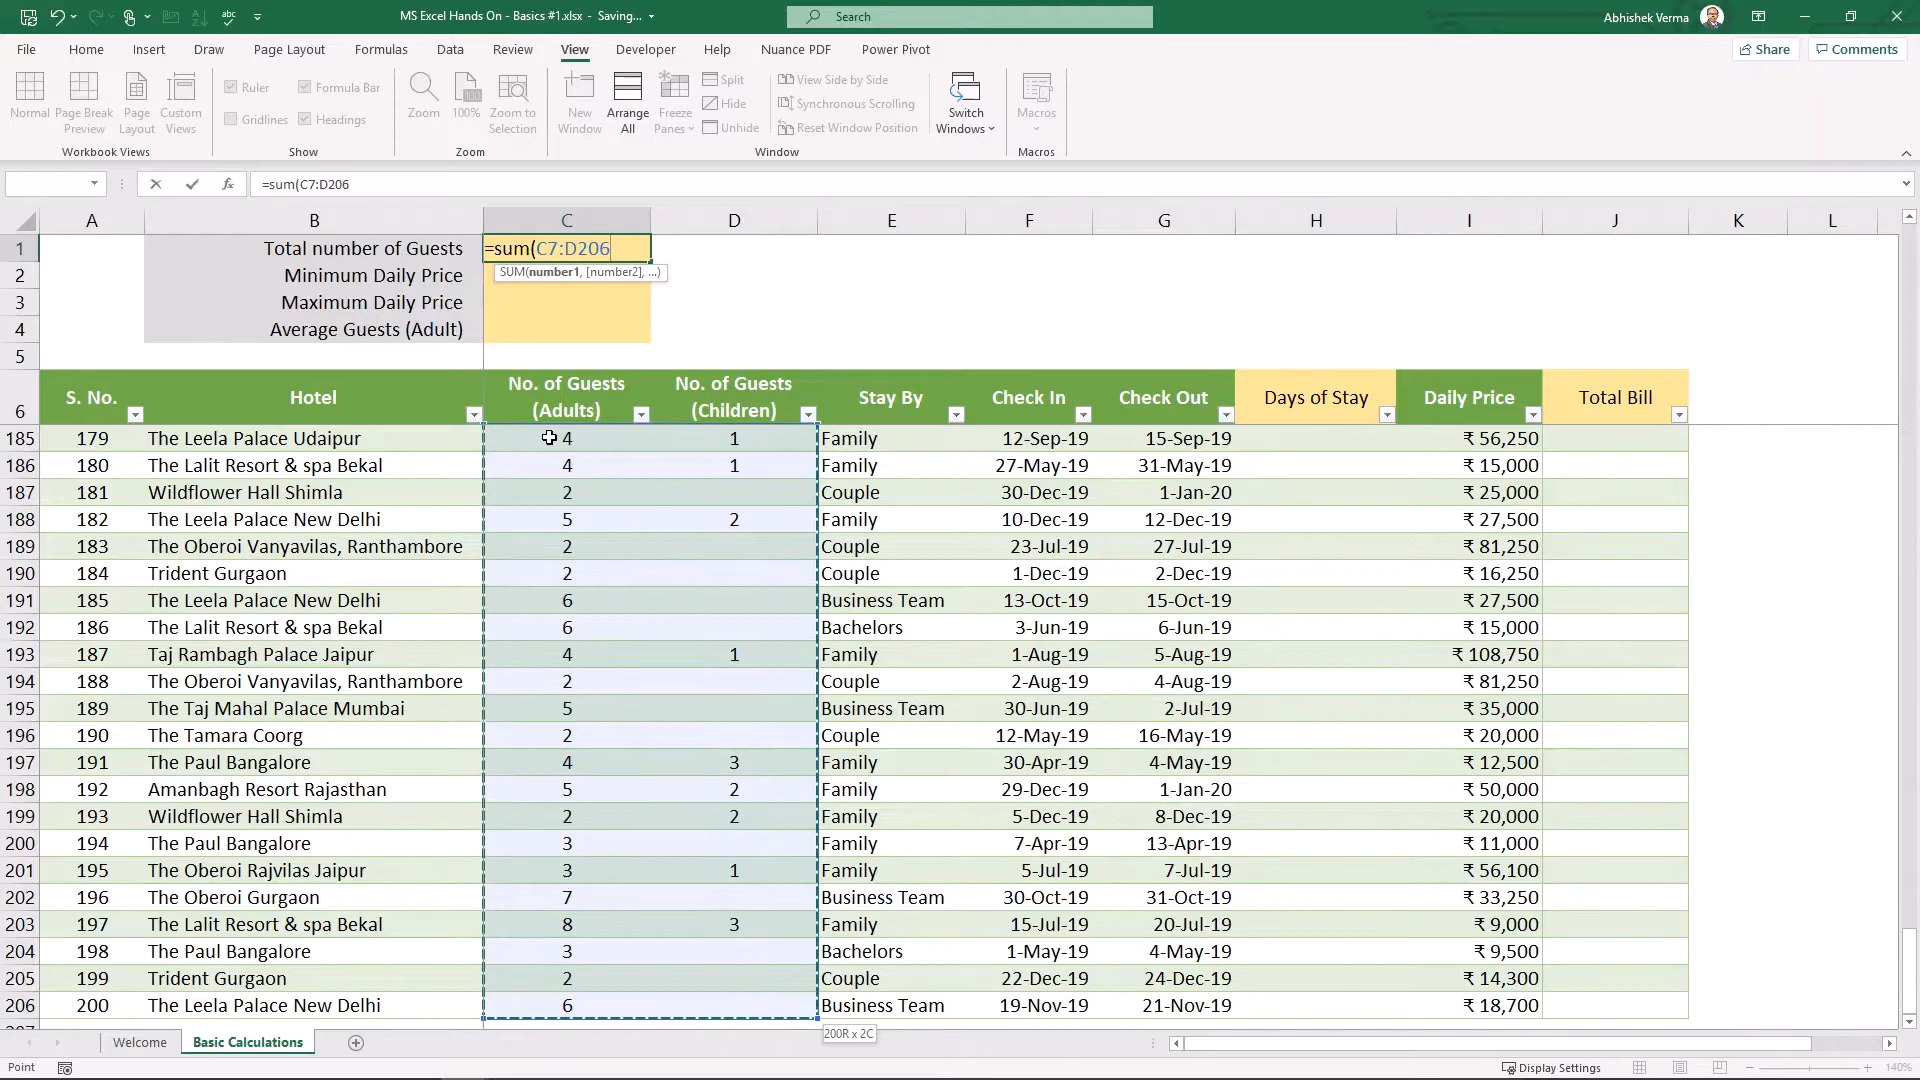 abc
MS Excel Hands On - Basics #1.xlsx - Saving...
Search
Abhishek Verma
File Home Insert Draw Page Layout Formulas Data Review View Developer Help Nuance PDF Power Pivot
Share Comments
Normal Page Break Preview Page Layout Custom Views
Workbook Views
Ruler Formula Bar
Gridlines Headings
Show
Zoom 100% Zoom to Selection
Zoom
New Window Arrange All Freeze Panes
Split
Hide
Unhide
View Side by Side
Synchronous Scrolling
Reset Window Position
Switch Windows
Window
Macros
Macros
fx =sum(C7:D206
A B C D E F G H I J K L
1 Total number of Guests =sum(C7:D206
SUM(number1, [number2], ...)
2 Minimum Daily Price
3 Maximum Daily Price
4 Average Guests (Adult)
5
6 S. No. Hotel No. of Guests (Adults) No. of Guests (Children) Stay By Check In Check Out Days of Stay Daily Price Total Bill
185 179 The Leela Palace Udaipur 4 1 Family 12-Sep-19 15-Sep-19 ₹ 56,250
186 180 The Lalit Resort & spa Bekal 4 1 Family 27-May-19 31-May-19 ₹ 15,000
187 181 Wildflower Hall Shimla 2 Couple 30-Dec-19 1-Jan-20 ₹ 25,000
188 182 The Leela Palace New Delhi 5 2 Family 10-Dec-19 12-Dec-19 ₹ 27,500
189 183 The Oberoi Vanyavilas, Ranthambore 2 Couple 23-Jul-19 27-Jul-19 ₹ 81,250
190 184 Trident Gurgaon 2 Couple 1-Dec-19 2-Dec-19 ₹ 16,250
191 185 The Leela Palace New Delhi 6 Business Team 13-Oct-19 15-Oct-19 ₹ 27,500
192 186 The Lalit Resort & spa Bekal 6 Bachelors 3-Jun-19 6-Jun-19 ₹ 15,000
193 187 Taj Rambagh Palace Jaipur 4 1 Family 1-Aug-19 5-Aug-19 ₹ 108,750
194 188 The Oberoi Vanyavilas, Ranthambore 2 Couple 2-Aug-19 4-Aug-19 ₹ 81,250
195 189 The Taj Mahal Palace Mumbai 5 Business Team 30-Jun-19 2-Jul-19 ₹ 35,000
196 190 The Tamara Coorg 2 Couple 12-May-19 16-May-19 ₹ 20,000
197 191 The Paul Bangalore 4 3 Family 30-Apr-19 4-May-19 ₹ 12,500
198 192 Amanbagh Resort Rajasthan 5 2 Family 29-Dec-19 1-Jan-20 ₹ 50,000
199 193 Wildflower Hall Shimla 2 2 Family 5-Dec-19 8-Dec-19 ₹ 20,000
200 194 The Paul Bangalore 3 Family 7-Apr-19 13-Apr-19 ₹ 11,000
201 195 The Oberoi Rajvilas Jaipur 3 1 Family 5-Jul-19 7-Jul-19 ₹ 56,100
202 196 The Oberoi Gurgaon 7 Business Team 30-Oct-19 31-Oct-19 ₹ 33,250
203 197 The Lalit Resort & spa Bekal 8 3 Family 15-Jul-19 20-Jul-19 ₹ 9,000
204 198 The Paul Bangalore 3 Bachelors 1-May-19 4-May-19 ₹ 9,500
205 199 Trident Gurgaon 2 Couple 22-Dec-19 24-Dec-19 ₹ 14,300
206 200 The Leela Palace New Delhi 6 Business Team 19-Nov-19 21-Nov-19 ₹ 18,700
200R x 2C
Welcome Basic Calculations
Point Display Settings 140%